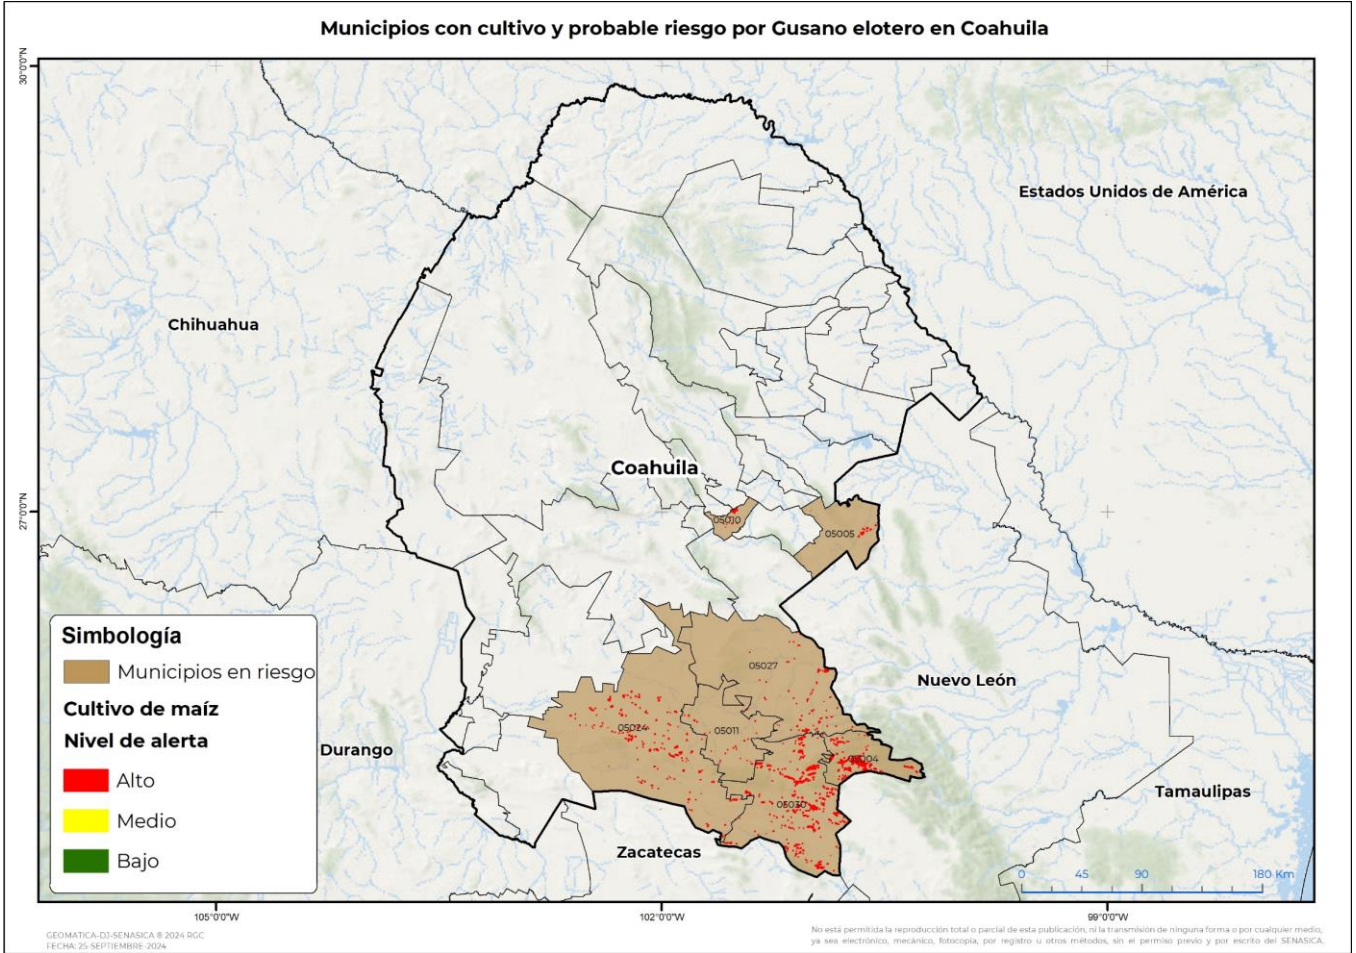 Municipios con cultivo y probable riesgo por Gusano elotero en Coahuila
30°0'0"N
Estados Unidos de América
Chihuahua
Coahuila
27°0'0"N
05010
05005
Simbología
Municipios en riesgo
Cultivo de maíz
Nivel de alerta
Alto
Medio
Bajo
05027
Nuevo León
05024
05011
Durango
05004
05030
Tamaulipas
Zacatecas
0 45 90 180 Km
105°0'0"W
102°0'0"W
99°0'0"W
GEOMATICA-DJ-SENASICA ® 2024 RGC
FECHA: 25-SEPTIEMBRE-2024
No está permitida la reproducción total o parcial de esta publicación, ni la transmisión de ninguna forma o por cualquier medio,
ya sea electrónico, mecánico, fotocopia, por registro u otros métodos, sin el permiso previo y por escrito del SENASICA.